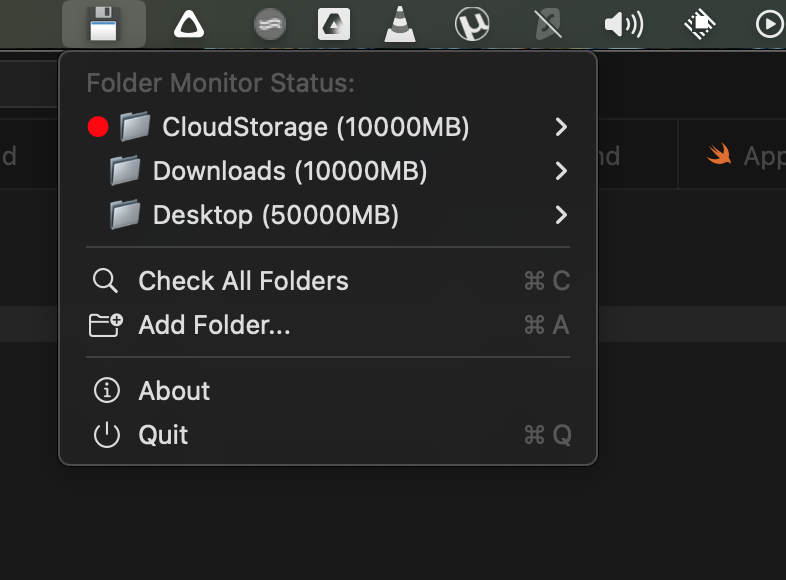 Folder Monitor Status:
CloudStorage (10000MB)
d
nd
App
Downloads (10000MB)
Desktop (50000MB)
Check All Folders ⌘ C
Add Folder... ⌘ A
About
Quit ⌘ Q